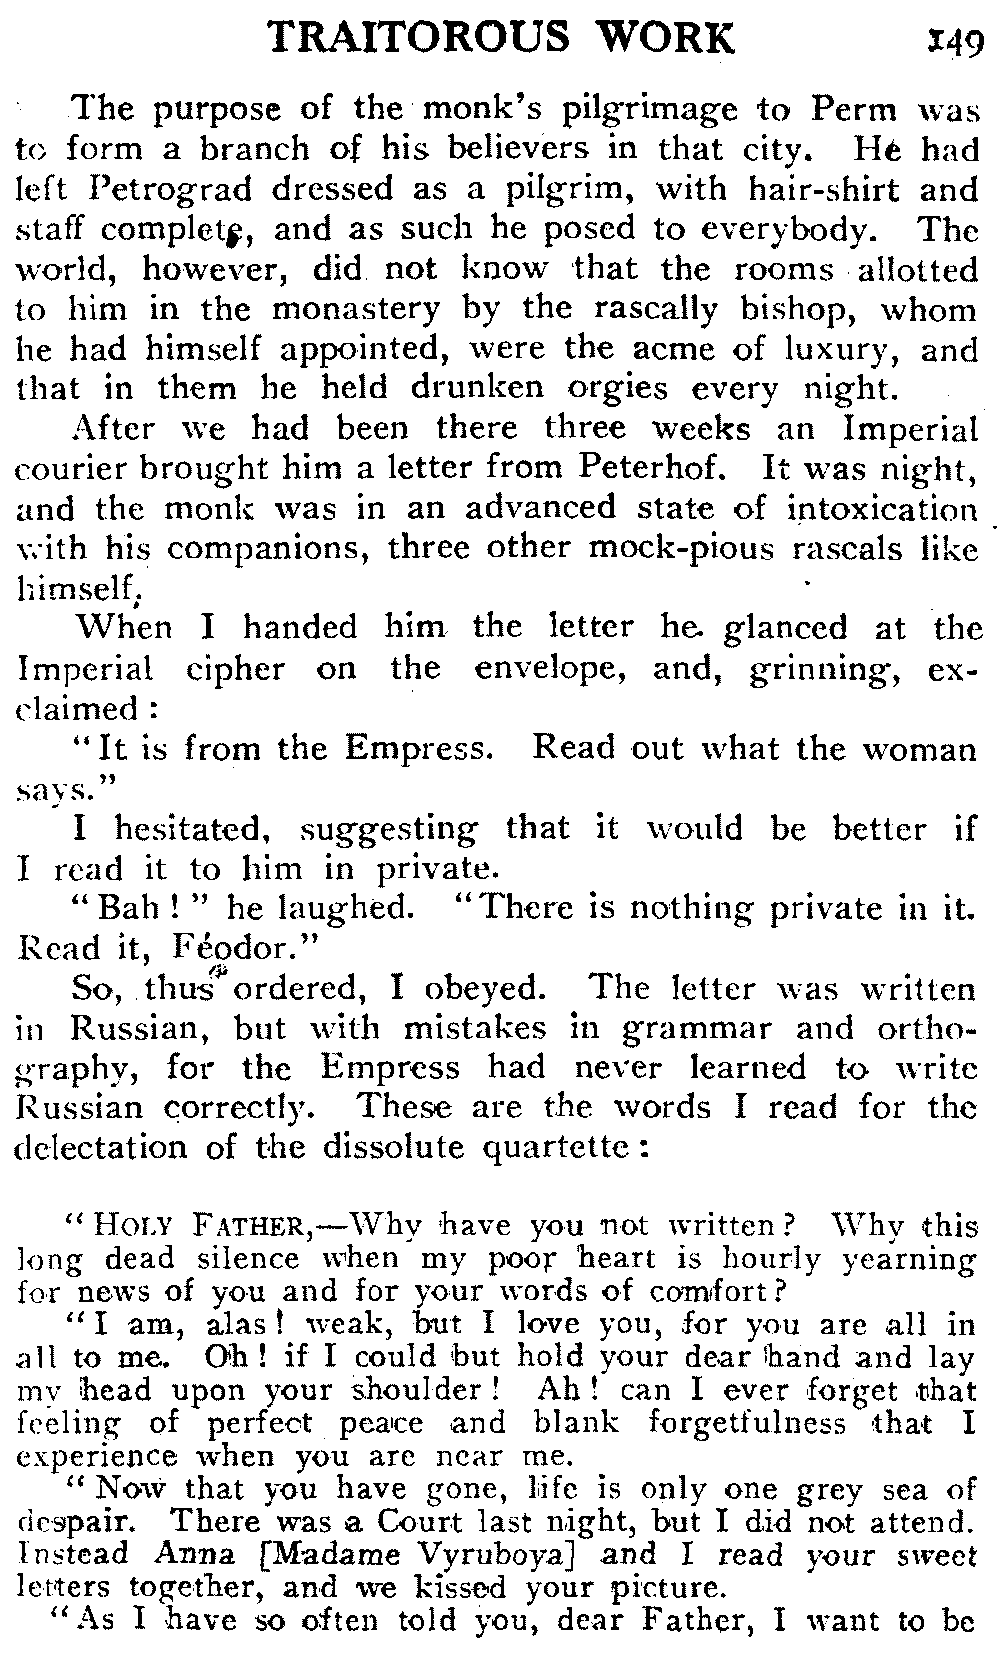 TRAITOROUS WORK 149
The purpose of the monk's pilgrimage to Perm was
to form a branch of his believers in that city. He had
left Petrograd dressed as a pilgrim, with hair-shirt and
staff complete, and as such he posed to everybody. The
world, however, did not know that the rooms allotted
to him in the monastery by the rascally bishop, whom
he had himself appointed, were the acme of luxury, and
that in them he held drunken orgies every night.
After we had been there three weeks an Imperial
courier brought him a letter from Peterhof. It was night,
and the monk was in an advanced state of intoxication
with his companions, three other mock-pious rascals like
himself.
When I handed him the letter he glanced at the
Imperial cipher on the envelope, and, grinning, ex-
claimed :
"It is from the Empress. Read out what the woman
says."
I hesitated, suggesting that it would be better if
I read it to him in private.
"Bah ! " he laughed. "There is nothing private in it.
Read it, Féodor."
So, thus ordered, I obeyed. The letter was written
in Russian, but with mistakes in grammar and ortho-
graphy, for the Empress had never learned to write
Russian correctly. These are the words I read for the
delectation of the dissolute quartette :
"HOLY FATHER,—Why have you not written? Why this
long dead silence when my poor heart is hourly yearning
for news of you and for your words of comfort?
"I am, alas! weak, but I love you, for you are all in
all to me. Oh! if I could but hold your dear hand and lay
my head upon your shoulder! Ah! can I ever forget that
feeling of perfect peace and blank forgetfulness that I
experience when you are near me.
"Now that you have gone, life is only one grey sea of
despair. There was a Court last night, but I did not attend.
Instead Anna [Madame Vyruboya] and I read your sweet
letters together, and we kissed your picture.
"As I have so often told you, dear Father, I want to be